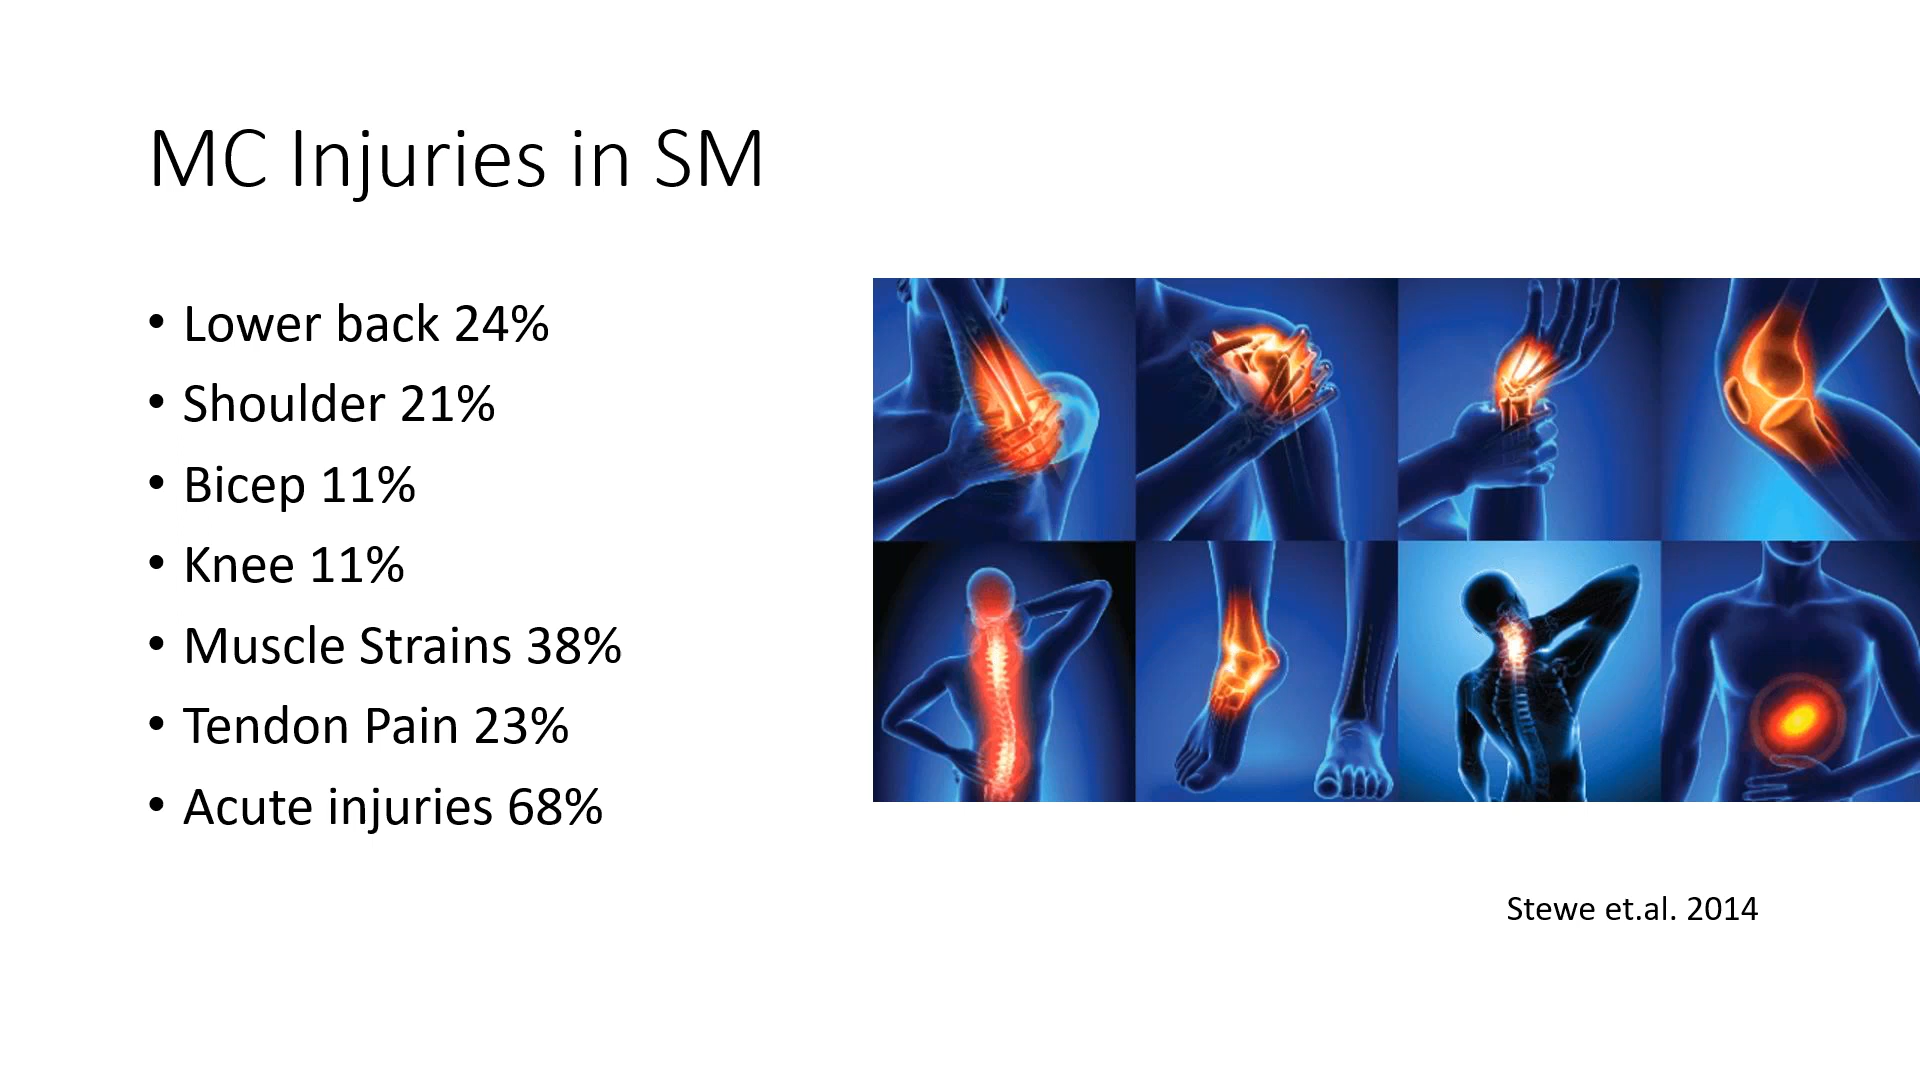 MC Injuries in SM
• Lower back 24%
• Shoulder 21%
• Bicep 11%
• Knee 11%
• Muscle Strains 38%
• Tendon Pain 23%
• Acute injuries 68%
Stewe et.al. 2014